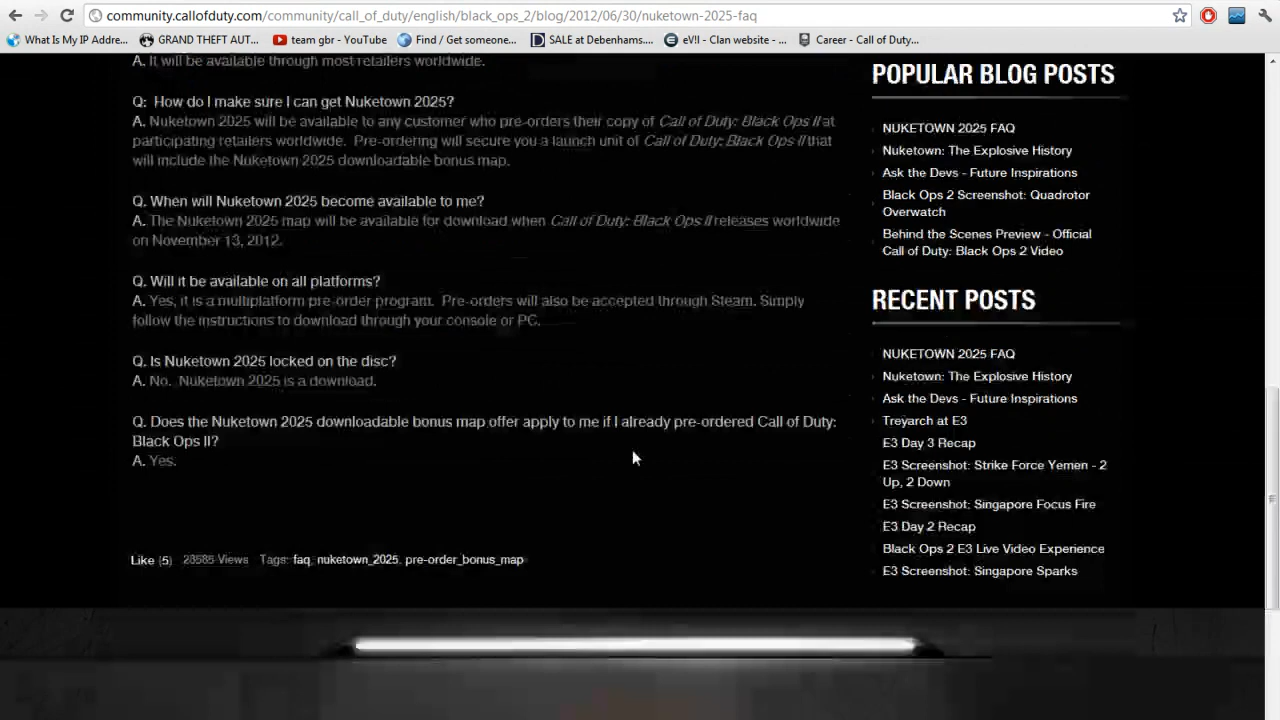 community.callofduty.com/community/call_of_duty/english/black_ops_2/blog/2012/06/30/nuketown-2025-faq
What Is My IP Addre... GRAND THEFT AUT... team gbr - YouTube Find / Get someone... SALE at Debenhams.... eV!l - Clan website - ... Career - Call of Duty...
A. It will be available through most retailers worldwide.
Q: How do I make sure I can get Nuketown 2025?
A. Nuketown 2025 will be available to any customer who pre-orders their copy of Call of Duty: Black Ops II at
participating retailers worldwide. Pre-ordering will secure you a launch unit of Call of Duty: Black Ops II that
will include the Nuketown 2025 downloadable bonus map.
Q. When will Nuketown 2025 become available to me?
A. The Nuketown 2025 map will be available for download when Call of Duty: Black Ops II releases worldwide
on November 13, 2012.
Q. Will it be available on all platforms?
A. Yes, it is a multiplatform pre-order program. Pre-orders will also be accepted through Steam. Simply
follow the instructions to download through your console or PC.
Q. Is Nuketown 2025 locked on the disc?
A. No. Nuketown 2025 is a download.
Q. Does the Nuketown 2025 downloadable bonus map offer apply to me if I already pre-ordered Call of Duty:
Black Ops II?
A. Yes.
Like (5) 23585 Views Tags: faq, nuketown_2025, pre-order_bonus_map
POPULAR BLOG POSTS
NUKETOWN 2025 FAQ
Nuketown: The Explosive History
Ask the Devs - Future Inspirations
Black Ops 2 Screenshot: Quadrotor
Overwatch
Behind the Scenes Preview - Official
Call of Duty: Black Ops 2 Video
RECENT POSTS
NUKETOWN 2025 FAQ
Nuketown: The Explosive History
Ask the Devs - Future Inspirations
Treyarch at E3
E3 Day 3 Recap
E3 Screenshot: Strike Force Yemen - 2
Up, 2 Down
E3 Screenshot: Singapore Focus Fire
E3 Day 2 Recap
Black Ops 2 E3 Live Video Experience
E3 Screenshot: Singapore Sparks